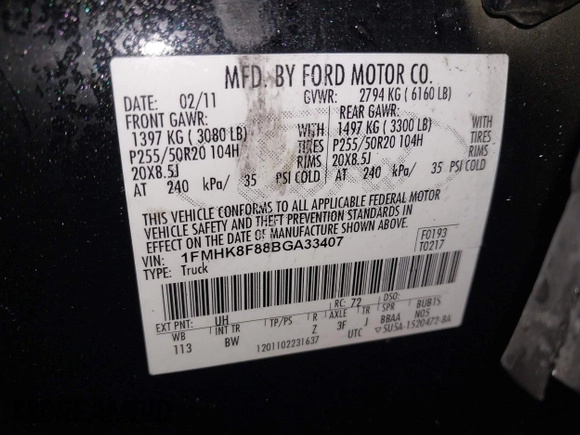 MFD. BY FORD MOTOR CO.
DATE: 02/11 GVWR: 2794 KG ( 6160 LB)
FRONT GAWR: REAR GAWR:
1397 KG ( 3080 LB) WITH 1497 KG ( 3300 LB) WITH
P255/50R20 104H TIRES P255/50R20 104H TIRES
20X8.5J RIMS 20X8.5J RIMS
AT 240 kPa/ 35 PSI COLD AT 240 kPa/ 35 PSI COLD
THIS VEHICLE CONFORMS TO ALL APPLICABLE FEDERAL MOTOR
VEHICLE SAFETY AND THEFT PREVENTION STANDARDS IN
EFFECT ON THE DATE OF MANUFACTURE SHOWN ABOVE.
VIN: 1FMHK8F88BGA33407 F0193
TYPE: Truck T0217
EXT PNT: UH RC: 72 DSO:
WB INT TR TP/PS R AXLE TR SPR BUBTS
113 BW Z 3F J BBAA N05
1201102231637 UTC 5U5A-1520472-BA